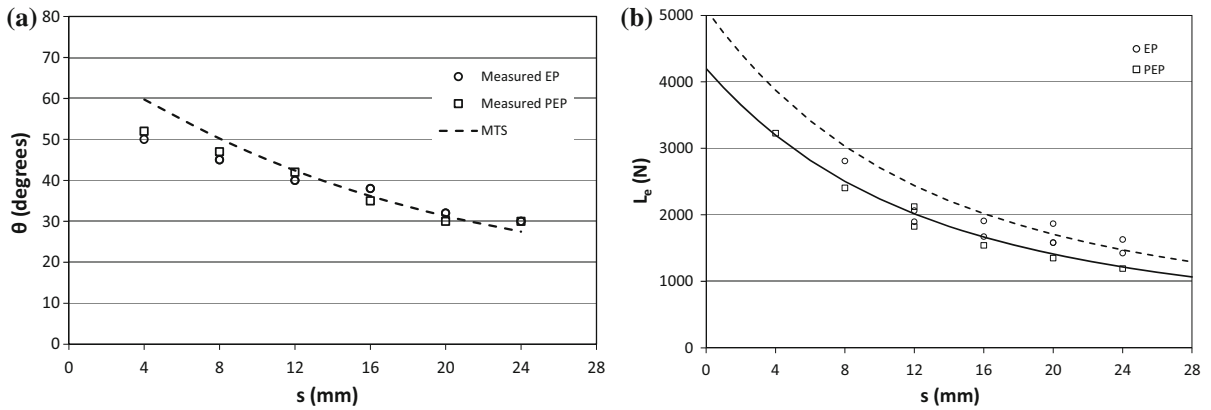 (a)
80
70
60
50
40
30
20
10
0
θ (degrees)
0 4 8 12 16 20 24 28
s (mm)
Measured EP
Measured PEP
MTS
(b)
5000
4000
3000
2000
1000
0
Le (N)
0 4 8 12 16 20 24 28
s (mm)
EP
PEP